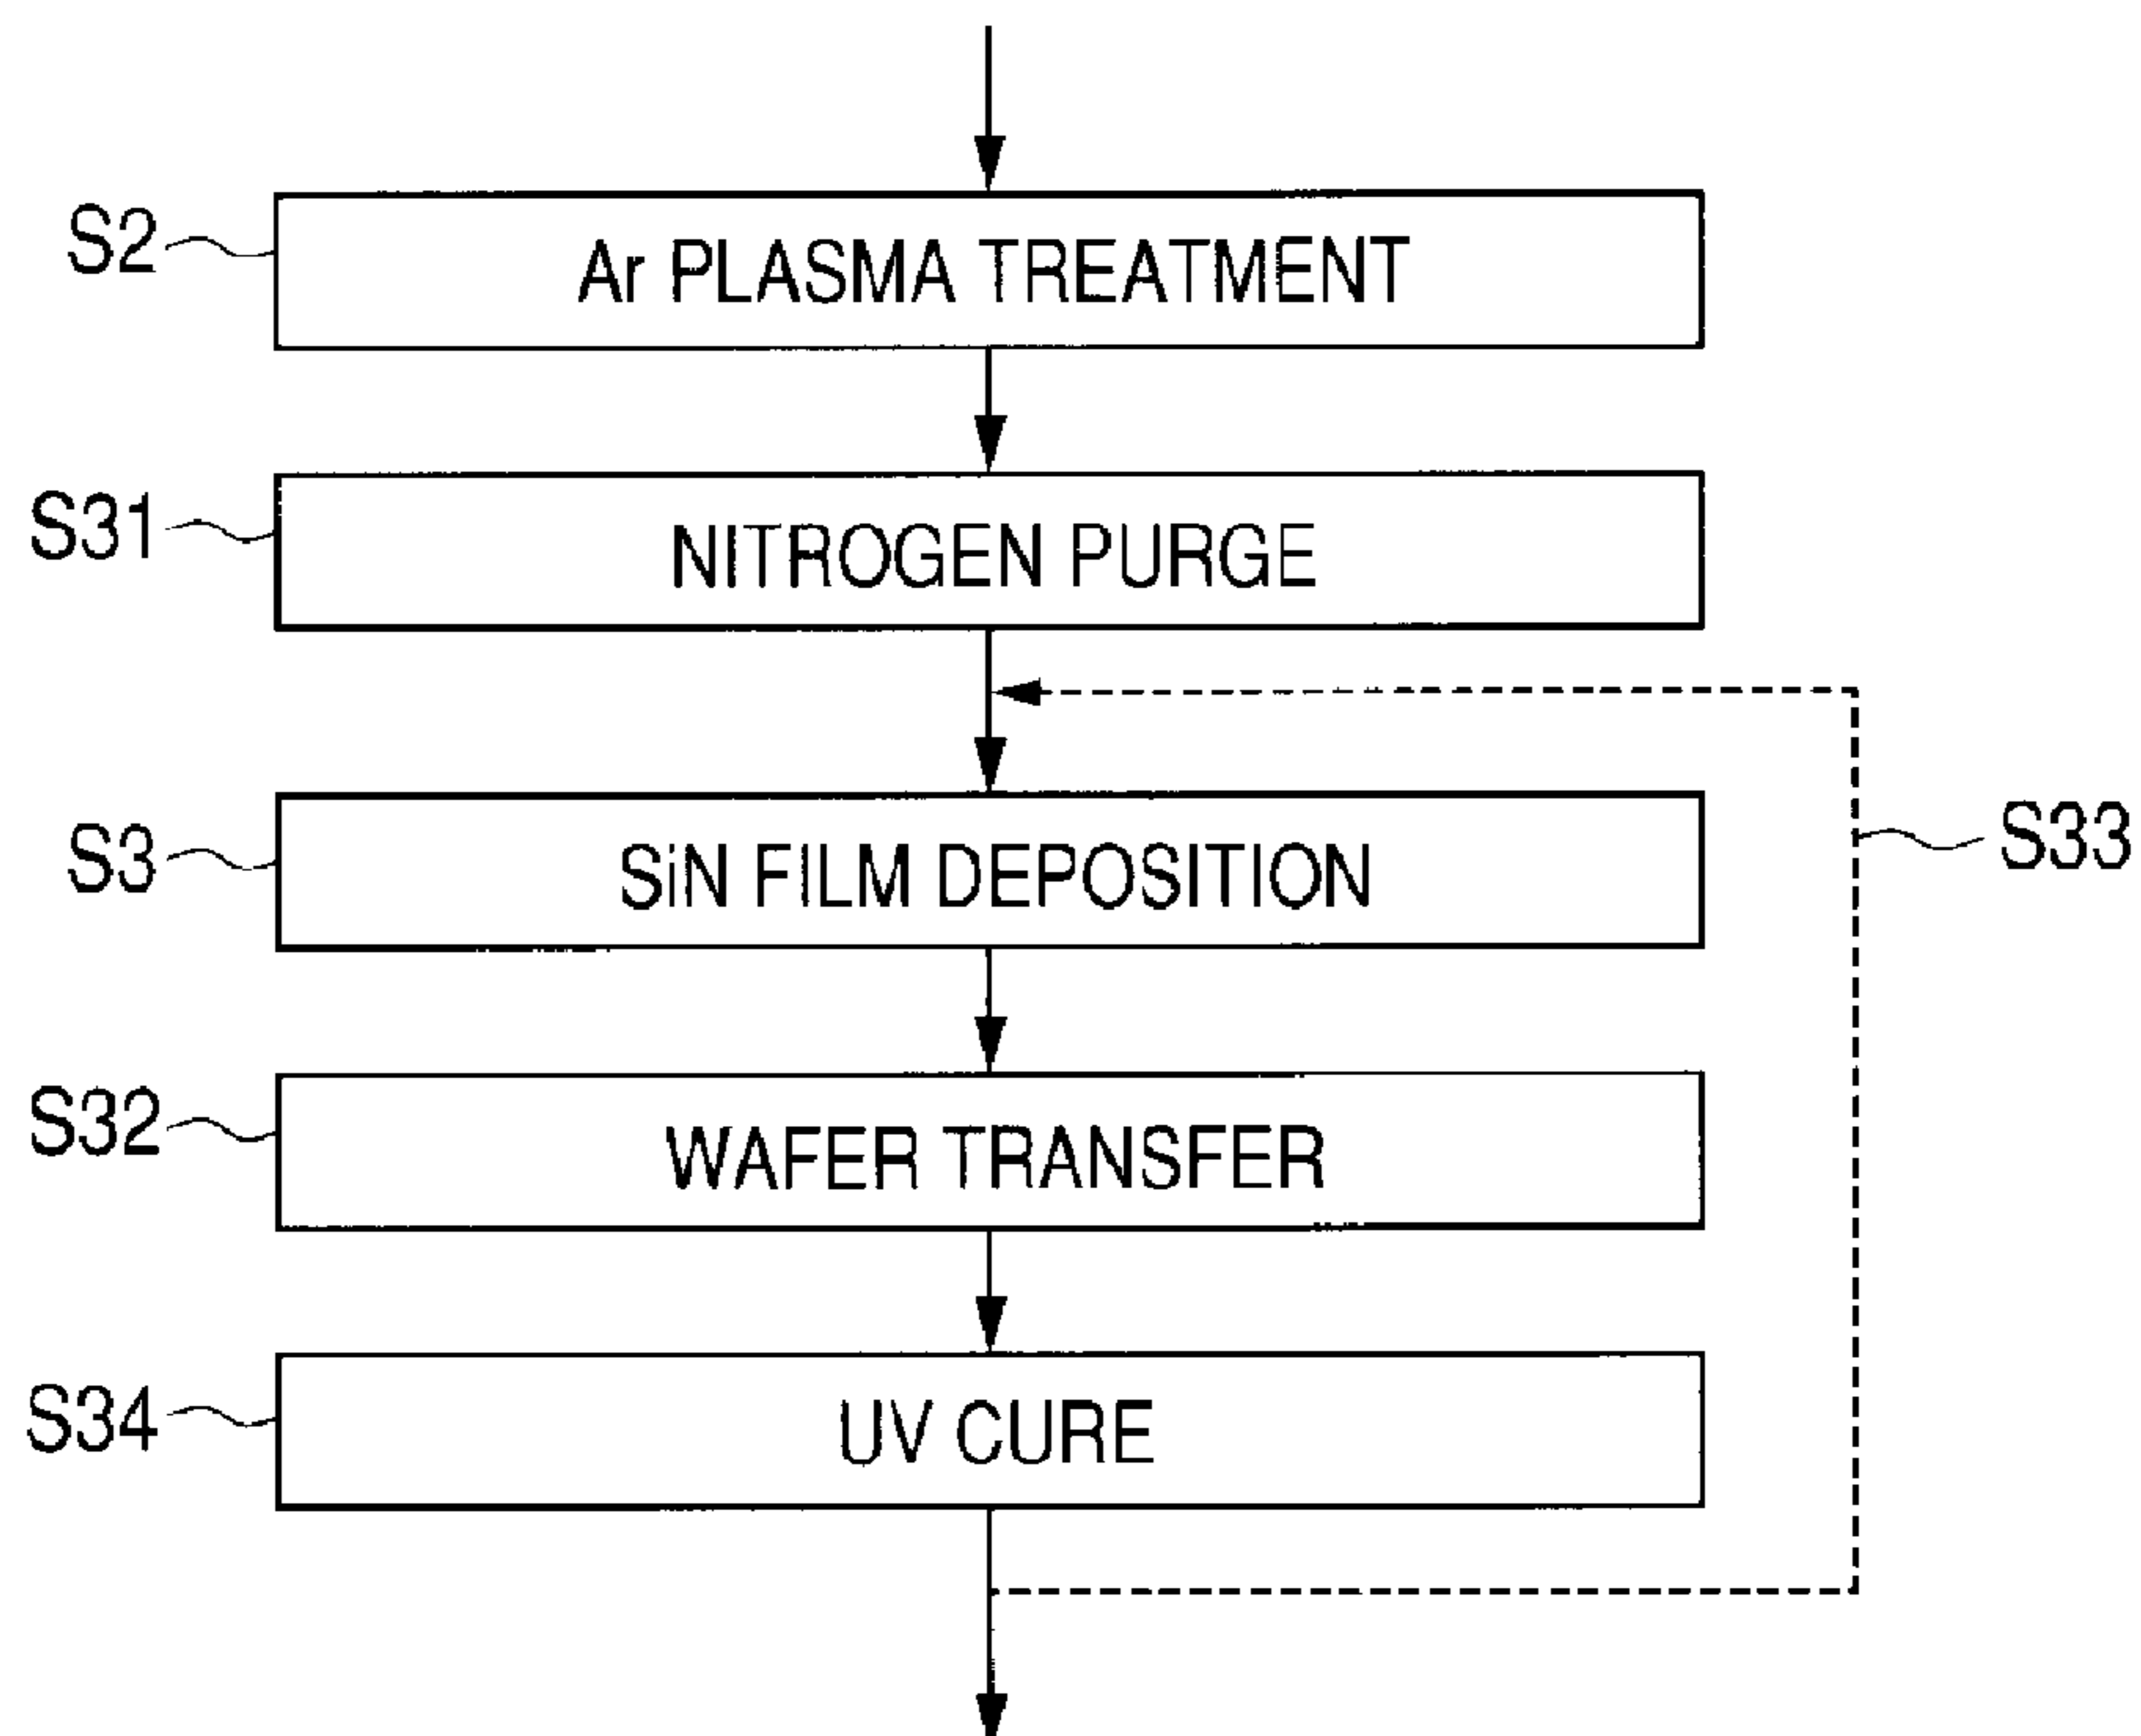 S2
Ar PLASMA TREATMENT
S31
NITROGEN PURGE
S3
SiN FILM DEPOSITION
S33
S32
WAFER TRANSFER
S34
UV CURE